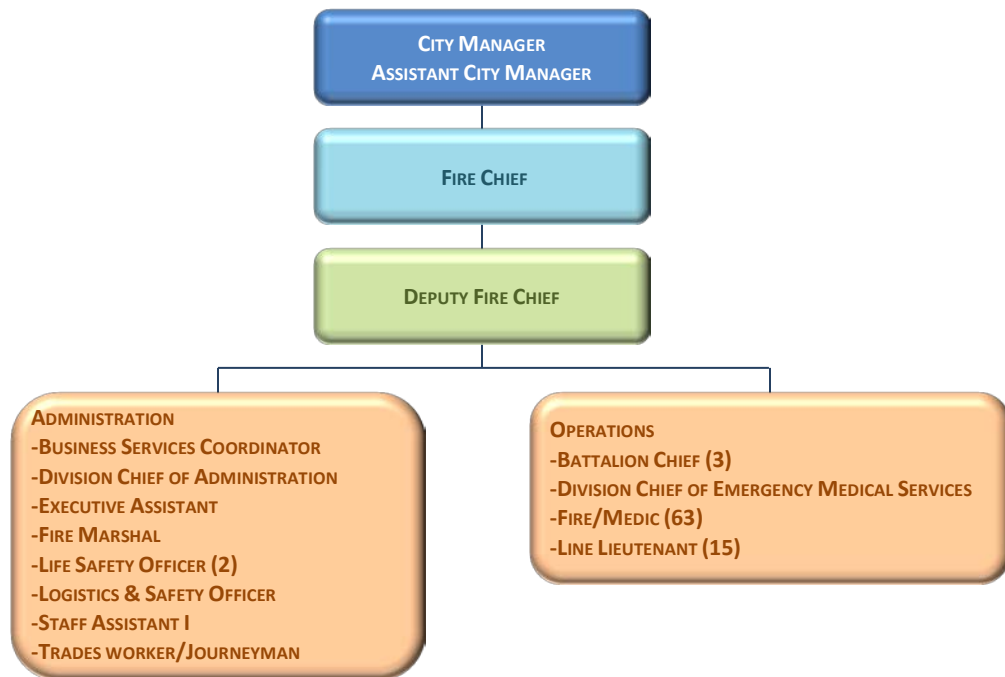 CITY MANAGER
ASSISTANT CITY MANAGER
FIRE CHIEF
DEPUTY FIRE CHIEF
ADMINISTRATION
-BUSINESS SERVICES COORDINATOR
-DIVISION CHIEF OF ADMINISTRATION
-EXECUTIVE ASSISTANT
-FIRE MARSHAL
-LIFE SAFETY OFFICER (2)
-LOGISTICS & SAFETY OFFICER
-STAFF ASSISTANT I
-TRADES WORKER/JOURNEYMAN
OPERATIONS
-BATTALION CHIEF (3)
-DIVISION CHIEF OF EMERGENCY MEDICAL SERVICES
-FIRE/MEDIC (63)
-LINE LIEUTENANT (15)